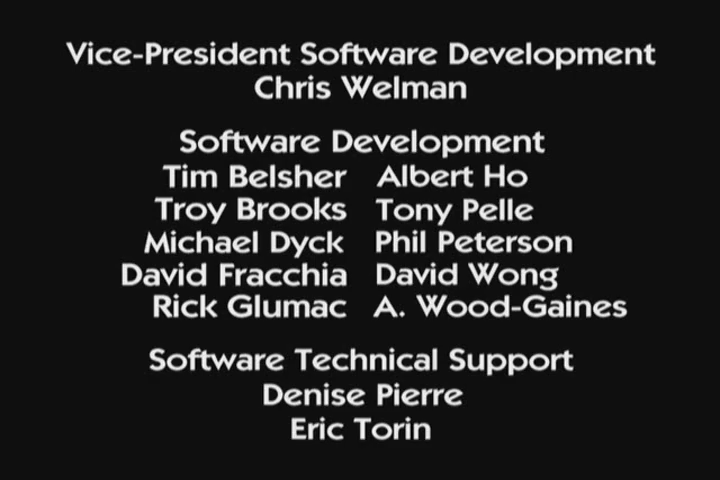 Vice-President Software Development
Chris Welman
Software Development
Tim Belsher Albert Ho
Troy Brooks Tony Pelle
Michael Dyck Phil Peterson
David Fracchia David Wong
Rick Glumac A. Wood-Gaines
Software Technical Support
Denise Pierre
Eric Torin